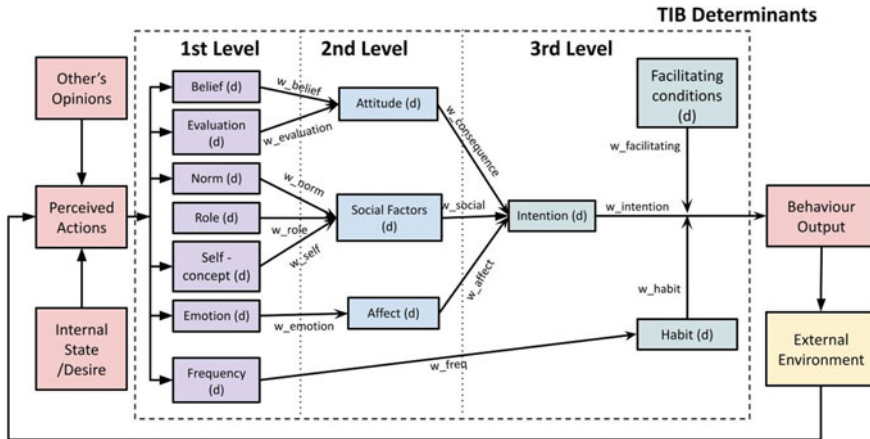 TIB Determinants
1st Level
2nd Level
3rd Level
Other's
Opinions
Perceived
Actions
Internal
State
/Desire
Belief (d)
Evaluation
(d)
Norm (d)
Role (d)
Self -
concept (d)
Emotion (d)
Frequency
(d)
w_belief
w_evaluation
w_norm
w_role
w_self
w_emotion
w_freq
Attitude (d)
Social Factors
(d)
Affect (d)
w_consequence
w_social
w_affect
Intention (d)
Facilitating
conditions
(d)
w_facilitating
w_intention
w_habit
Habit (d)
Behaviour
Output
External
Environment